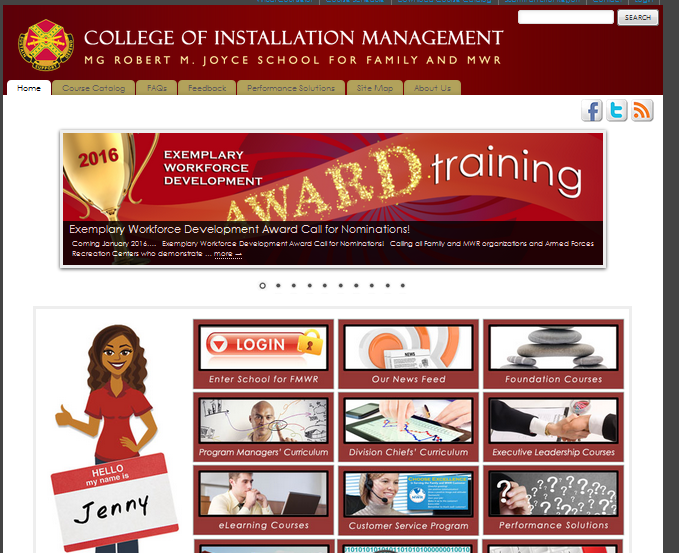 SEARCH
COLLEGE OF INSTALLATION MANAGEMENT
MG ROBERT M. JOYCE SCHOOL FOR FAMILY AND MWR
Home Course Catalog FAQs Feedback Performance Solutions Site Map About Us
2016
EXEMPLARY
WORKFORCE
DEVELOPMENT
AWARD
training
Exemplary Workforce Development Award Call for Nominations!
Coming January 2016.... Exemplary Workforce Development Award Call for Nominations! Calling all Family and MWR organizations and Armed Forces
Recreation Centers who demonstrate ... more →
LOGIN
NEWS
Enter School for FMWR Our News Feed Foundation Courses
Program Managers' Curriculum Division Chiefs' Curriculum Executive Leadership Courses
HELLO
my name is
Jenny
CHOOSE EXCELLENCE
eLearning Courses Customer Service Program Performance Solutions